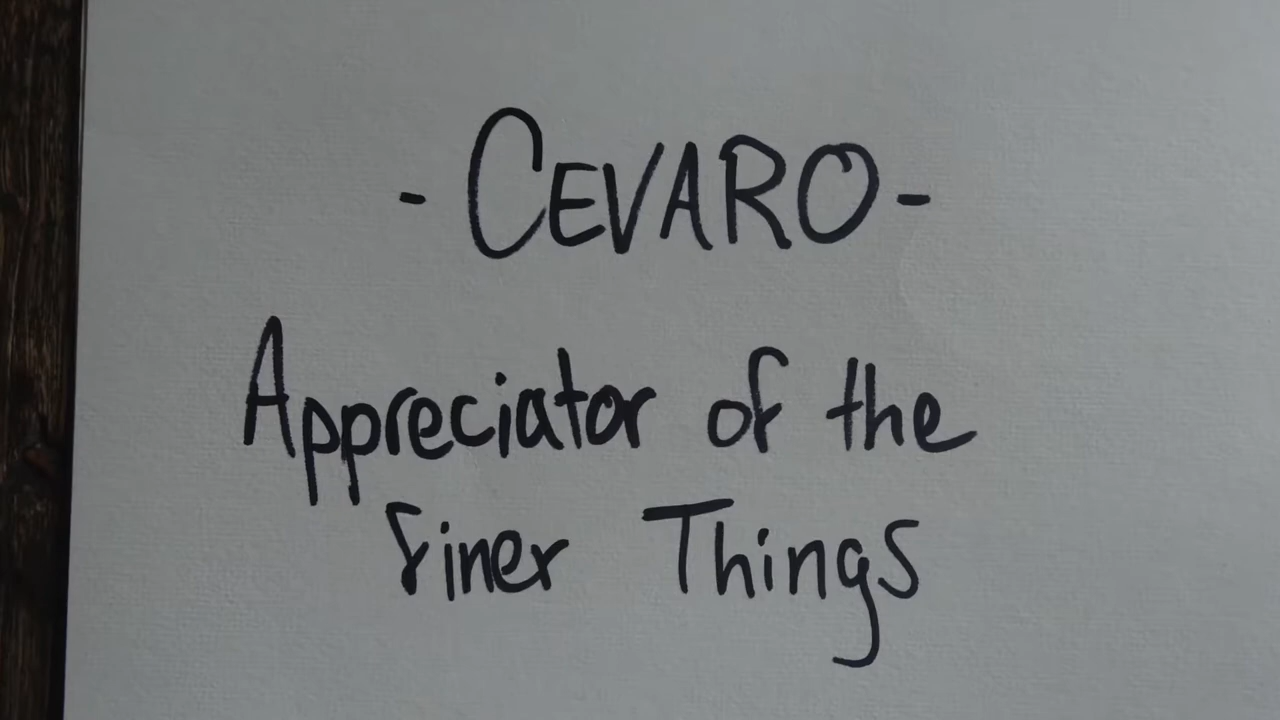 - CEVARO -
Appreciator of the
finer Things